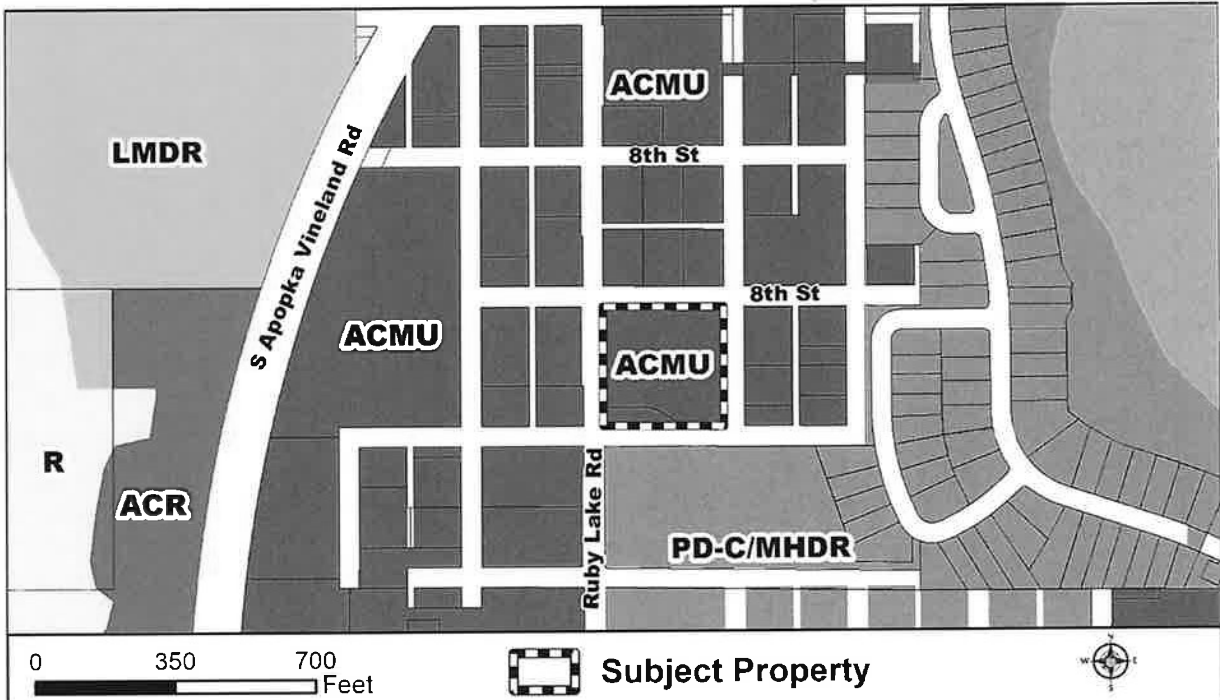 ACMU
LMDR
8th St
S Apopka Vineland Rd
8th St
ACMU
ACMU
R
ACR
Ruby Lake Rd
PD-C/MHDR
0 350 700
Feet
Subject Property
W
S